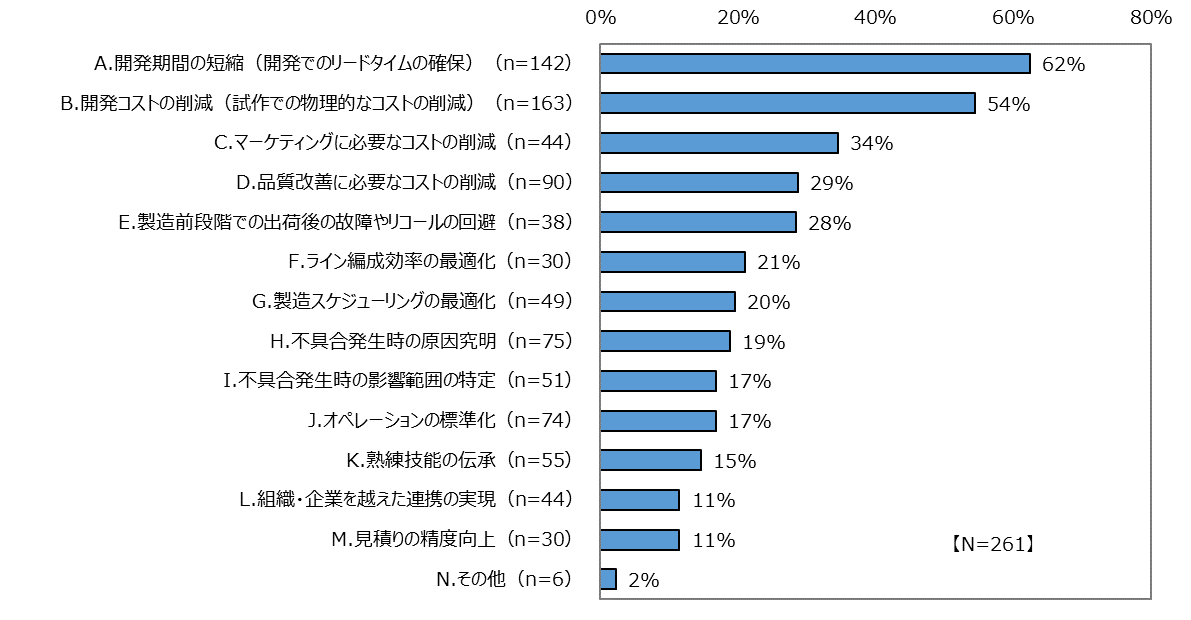 0% 20% 40% 60% 80%
A.開発期間の短縮（開発でのリードタイムの確保）（n=142） 62%
B.開発コストの削減（試作での物理的なコストの削減）（n=163） 54%
C.マーケティングに必要なコストの削減（n=44） 34%
D.品質改善に必要なコストの削減（n=90） 29%
E.製造前段階での出荷後の故障やリコールの回避（n=38） 28%
F.ライン編成効率の最適化（n=30） 21%
G.製造スケジューリングの最適化（n=49） 20%
H.不具合発生時の原因究明（n=75） 19%
I.不具合発生時の影響範囲の特定（n=51） 17%
J.オペレーションの標準化（n=74） 17%
K.熟練技能の伝承（n=55） 15%
L.組織・企業を越えた連携の実現（n=44） 11%
M.見積りの精度向上（n=30） 11%
【N=261】
N.その他（n=6） 2%